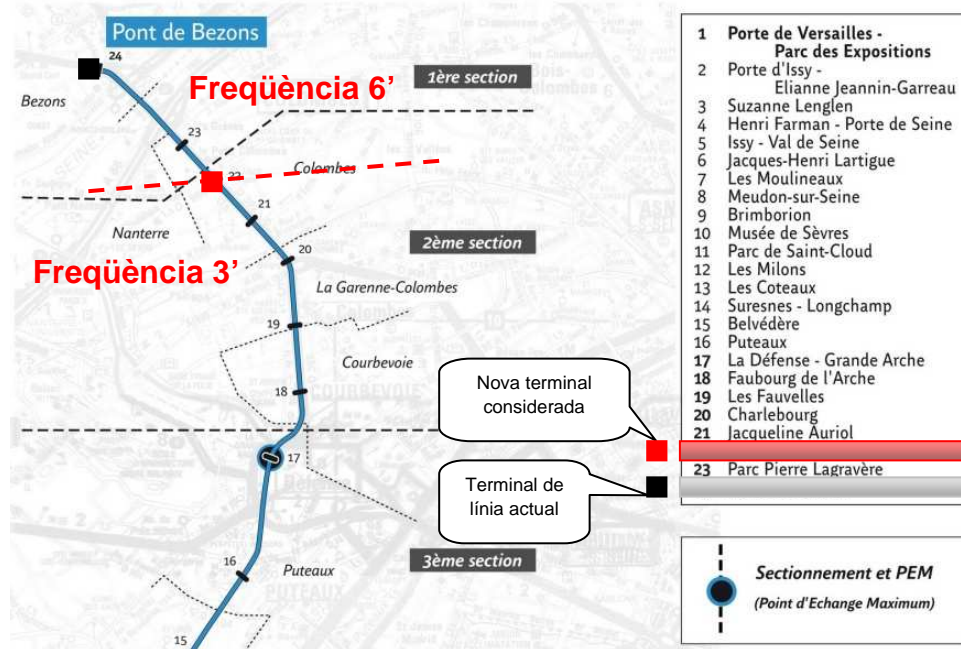 Pont de Bezons
24
Freqüència 6’
1ère section
Bezons
23
Colombes
22
21
Nanterre
20
2ème section
Freqüència 3’
La Garenne-Colombes
19
Courbevoie
18
17
3ème section
16
Puteaux
15
Nova terminal
considerada
Terminal de
línia actual
1 Porte de Versailles -
Parc des Expositions
2 Porte d'Issy -
Elianne Jeannin-Garreau
3 Suzanne Lenglen
4 Henri Farman - Porte de Seine
5 Issy - Val de Seine
6 Jacques-Henri Lartigue
7 Les Moulineaux
8 Meudon-sur-Seine
9 Brimborion
10 Musée de Sèvres
11 Parc de Saint-Cloud
12 Les Milons
13 Les Coteaux
14 Suresnes - Longchamp
15 Belvédère
16 Puteaux
17 La Défense - Grande Arche
18 Faubourg de l'Arche
19 Les Fauvelles
20 Charlebourg
21 Jacqueline Auriol
23 Parc Pierre Lagravère
Sectionnement et PEM
(Point d'Echange Maximum)